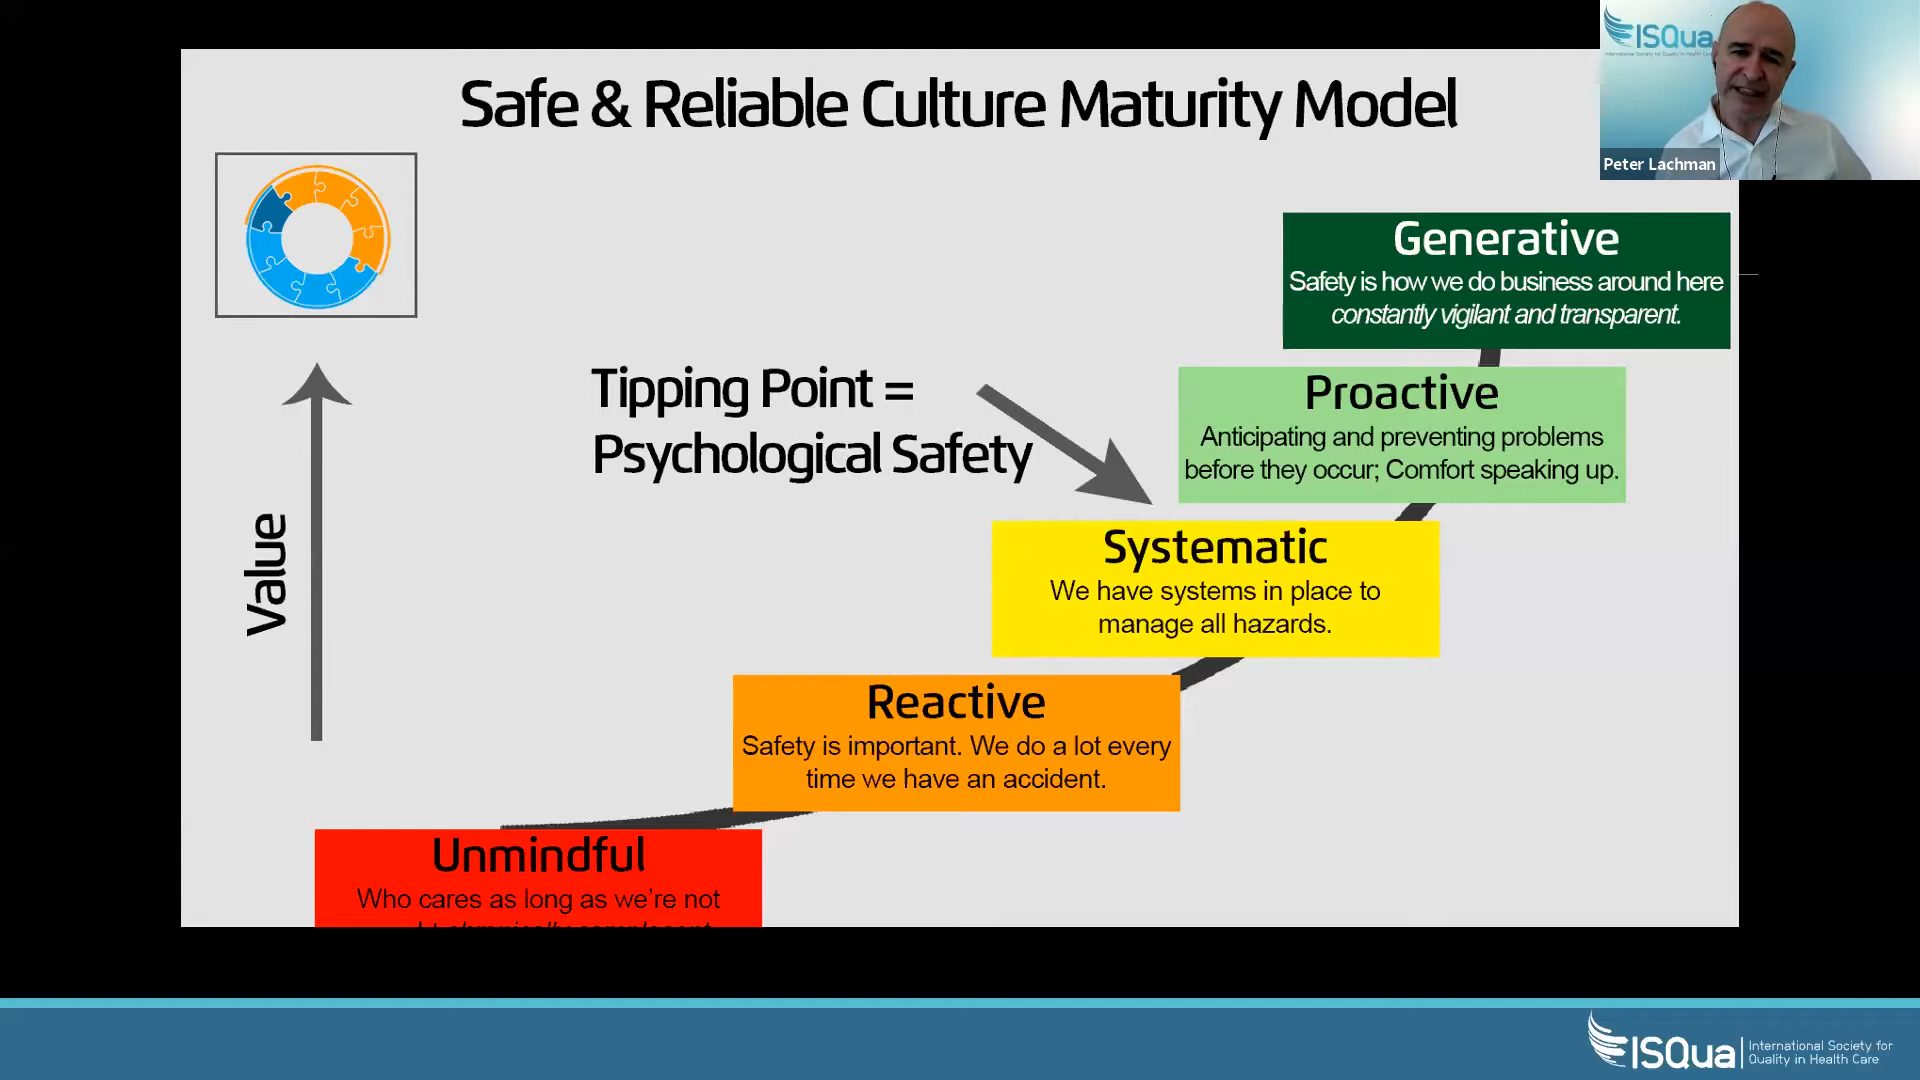 Safe & Reliable Culture Maturity Model
ISQua
Peter Lachman
Generative
Safety is how we do business around here
constantly vigilant and transparent.
Tipping Point =
Psychological Safety
Proactive
Anticipating and preventing problems
before they occur; Comfort speaking up.
Value
Systematic
We have systems in place to
manage all hazards.
Reactive
Safety is important. We do a lot every
time we have an accident.
Unmindful
Who cares as long as we're not
ISQua
International Society for
Quality in Health Care